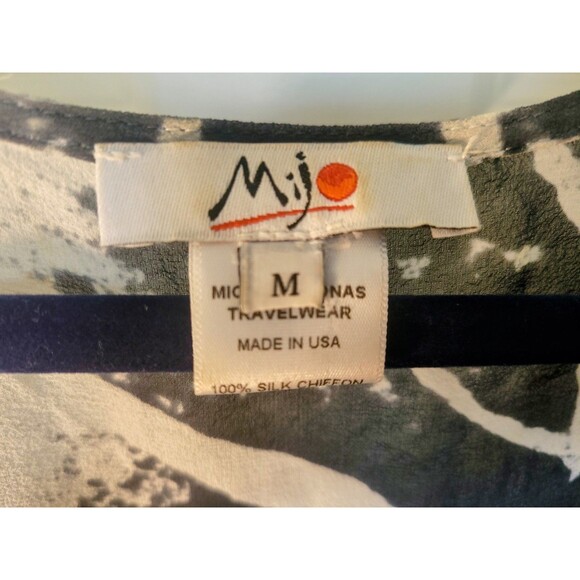 Mijo
M
TRAVELWEAR
MADE IN USA
100% SILK CHIFFON